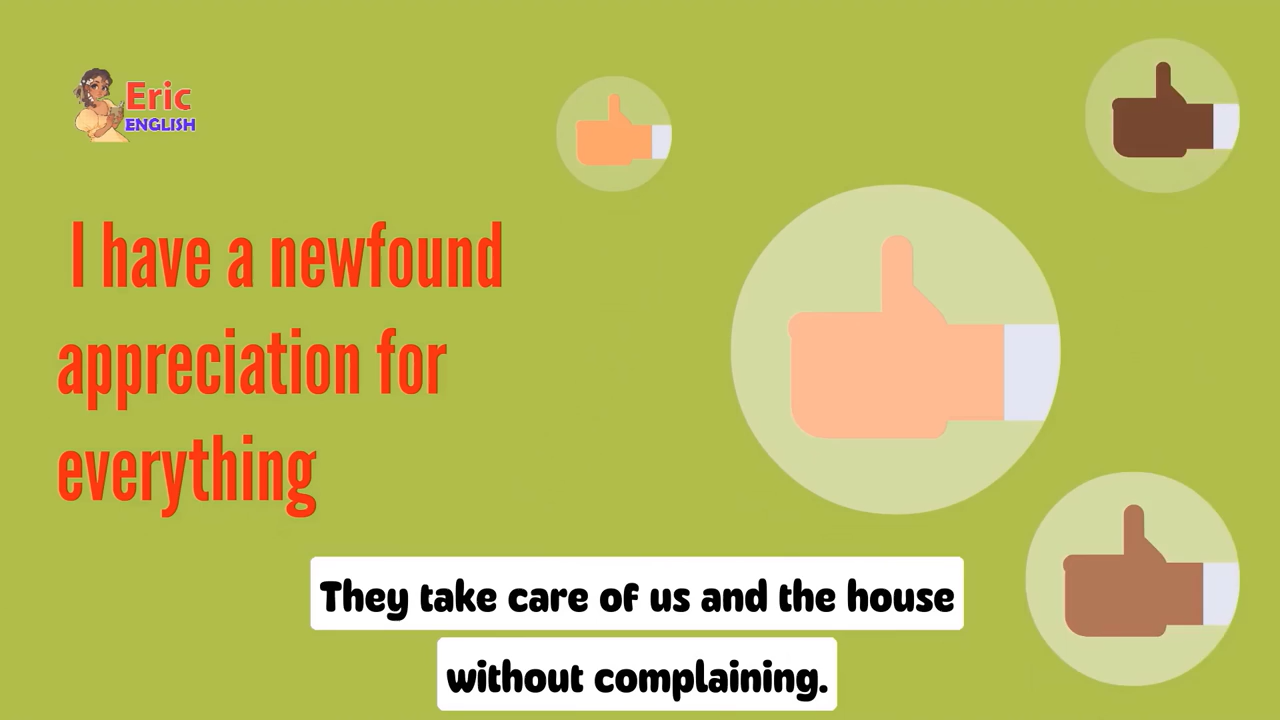 Eric
ENGLISH
I have a newfound
appreciation for
everything
They take care of us and the house
without complaining.